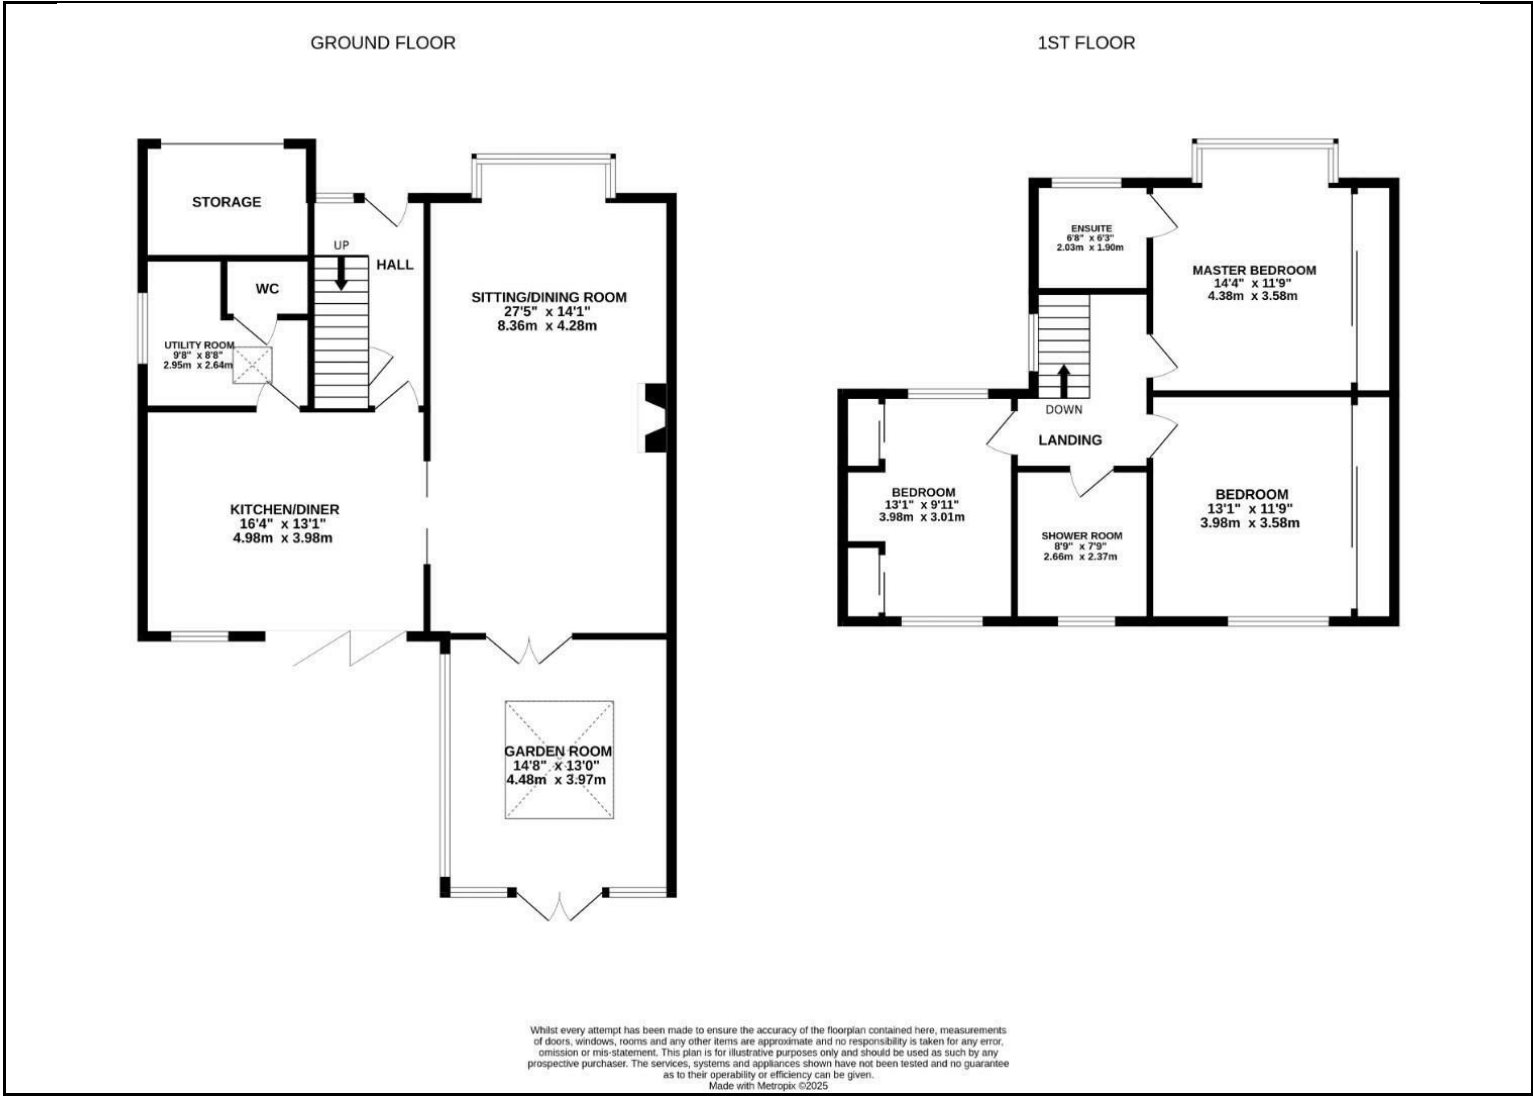 GROUND FLOOR
1ST FLOOR
STORAGE
UP
HALL
WC
SITTING/DINING ROOM
27'5" x 14'1"
8.36m x 4.28m
UTILITY ROOM
9'8" x 8'8"
2.95m x 2.64m
KITCHEN/DINER
16'4" x 13'1"
4.98m x 3.98m
GARDEN ROOM
14'8" x 13'0"
4.48m x 3.97m
ENSUITE
6'8" x 6'3"
2.03m x 1.90m
MASTER BEDROOM
14'4" x 11'9"
4.38m x 3.58m
DOWN
LANDING
BEDROOM
13'1" x 9'11"
3.98m x 3.01m
BEDROOM
13'1" x 11'9"
3.98m x 3.58m
SHOWER ROOM
8'9" x 7'9"
2.66m x 2.37m
Whilst every attempt has been made to ensure the accuracy of the floorplan contained here, measurements
of doors, windows, rooms and any other items are approximate and no responsibility is taken for any error,
omission or mis-statement. This plan is for illustrative purposes only and should be used as such by any
prospective purchaser. The services, systems and appliances shown have not been tested and no guarantee
as to their operability or efficiency can be given.
Made with Metropix ©2025